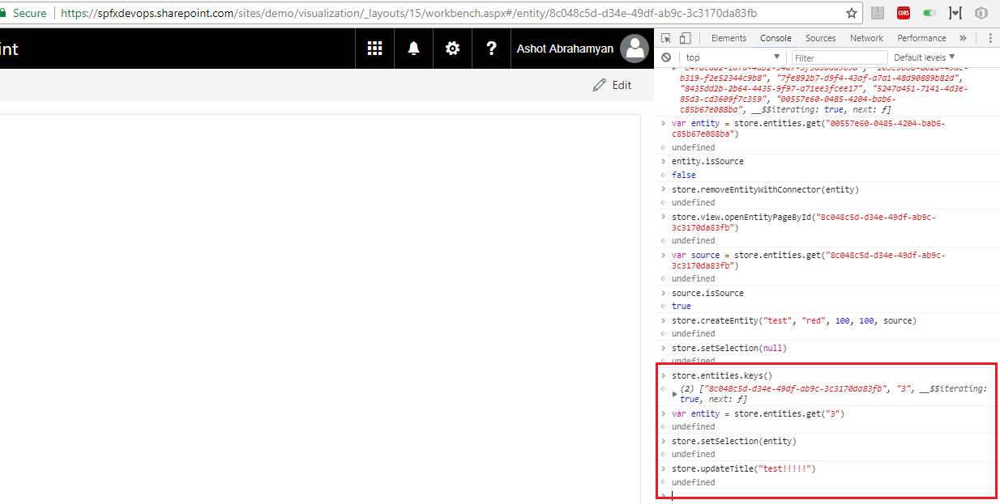 Secure https://spfxdevops.sharepoint.com/sites/demo/visualization/_layouts/15/workbench.aspx#/entity/8c048c5d-d34e-49df-ab9c-3c3170da83fb
CORS
int
?
Ashot Abrahamyan
Edit
Elements Console Sources Network Performance »
top Filter Default levels
b319-f2e52344c9b8", "7fe892b7-d9f4-43af-a7a1-48d90889b82d",
"8435dd2b-2b64-4435-9f97-a71ee3fcee17", "5247a451-7141-4d3e-
85d3-cd3609f7c359", "00557e60-0485-4204-bab6-
c85b67e088ba", __$$iterating: true, next: ƒ]
> var entity = store.entities.get("00557e60-0485-4204-bab6-
c85b67e088ba")
undefined
> entity.isSource
false
> store.removeEntityWithConnector(entity)
undefined
> store.view.openEntityPageById("8c048c5d-d34e-49df-ab9c-
3c3170da83fb")
undefined
> var source = store.entities.get("8c048c5d-d34e-49df-ab9c-
3c3170da83fb")
undefined
> source.isSource
true
> store.createEntity("test", "red", 100, 100, source)
undefined
> store.setSelection(null)
undefined
> store.entities.keys()
(2) ["8c048c5d-d34e-49df-ab9c-3c3170da83fb", "3", __$$iterating:
true, next: ƒ]
> var entity = store.entities.get("3")
undefined
> store.setSelection(entity)
undefined
> store.updateTitle("test!!!!!")
undefined
>